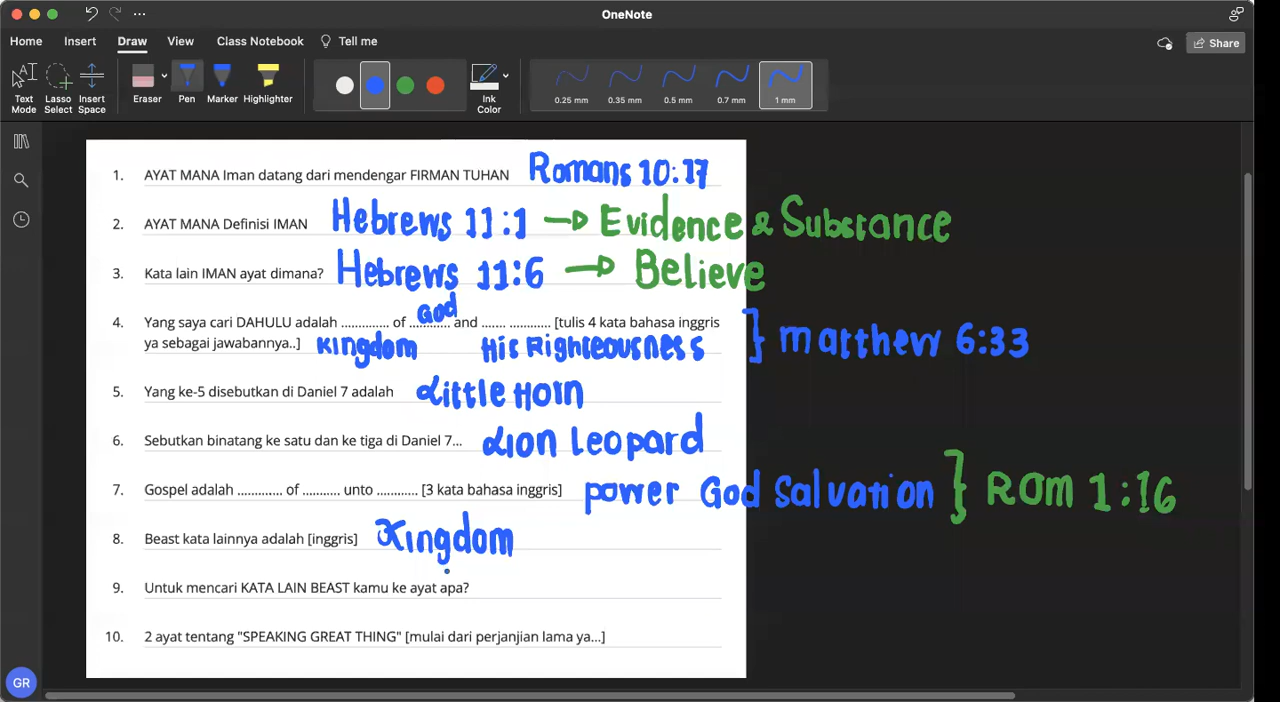 OneNote
Home Insert Draw View Class Notebook Tell me
Share
Text Mode
Lasso Select
Insert Space
Eraser
Pen
Marker
Highlighter
Ink Color
0.25 mm
0.35 mm
0.5 mm
0.7 mm
1 mm
1. AYAT MANA Iman datang dari mendengar FIRMAN TUHAN Romans 10:17
2. AYAT MANA Definisi IMAN Hebrews 11:1 → Evidence & Substance
3. Kata lain IMAN ayat dimana? Hebrews 11:6 → Believe
God
4. Yang saya cari DAHULU adalah .............. of ............ and ....... ............ [tulis 4 kata bahasa inggris
ya sebagai jawabannya..] Kingdom His Righteousness } matthew 6:33
5. Yang ke-5 disebutkan di Daniel 7 adalah Little Horn
6. Sebutkan binatang ke satu dan ke tiga di Daniel 7... Lion Leopard
7. Gospel adalah ............ of .......... unto ........... [3 kata bahasa inggris] power God Salvation } ROM 1:16
8. Beast kata lainnya adalah [inggris] Kingdom
9. Untuk mencari KATA LAIN BEAST kamu ke ayat apa?
10. 2 ayat tentang "SPEAKING GREAT THING" [mulai dari perjanjian lama ya...]
GR